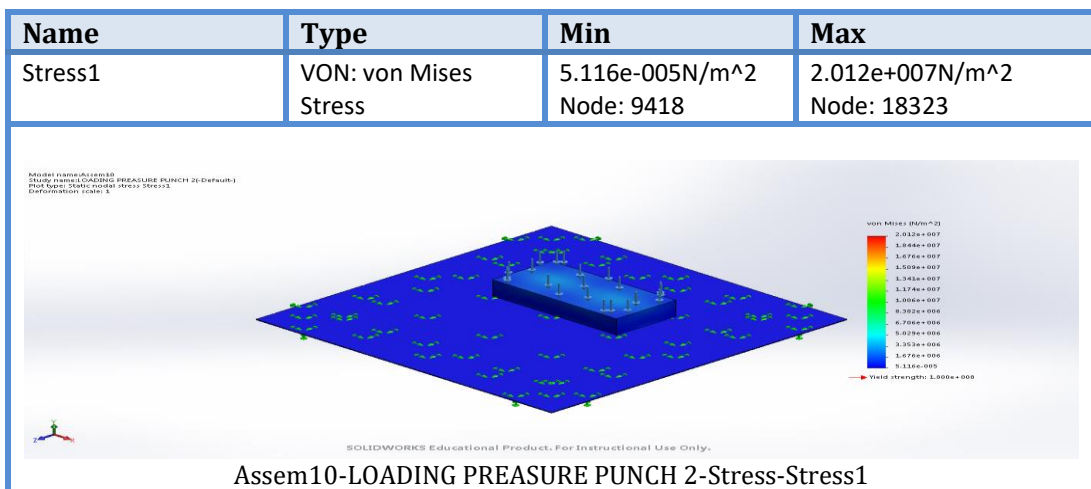 Name Type Min Max
Stress1 VON: von Mises 5.116e-005N/m^2 2.012e+007N/m^2
Stress Node: 9418 Node: 18323
Model name:Assem10
Study name:LOADING PREASURE PUNCH 2(-Default-)
Plot type: Static nodal stress Stress1
Deformation scale: 1
von Mises (N/m^2)
2.012e+007
1.844e+007
1.676e+007
1.509e+007
1.341e+007
1.174e+007
1.006e+007
8.382e+006
6.706e+006
5.029e+006
3.353e+006
1.676e+006
5.116e-005
Yield strength: 1.800e+008
SOLIDWORKS Educational Product. For Instructional Use Only.
Assem10-LOADING PREASURE PUNCH 2-Stress-Stress1